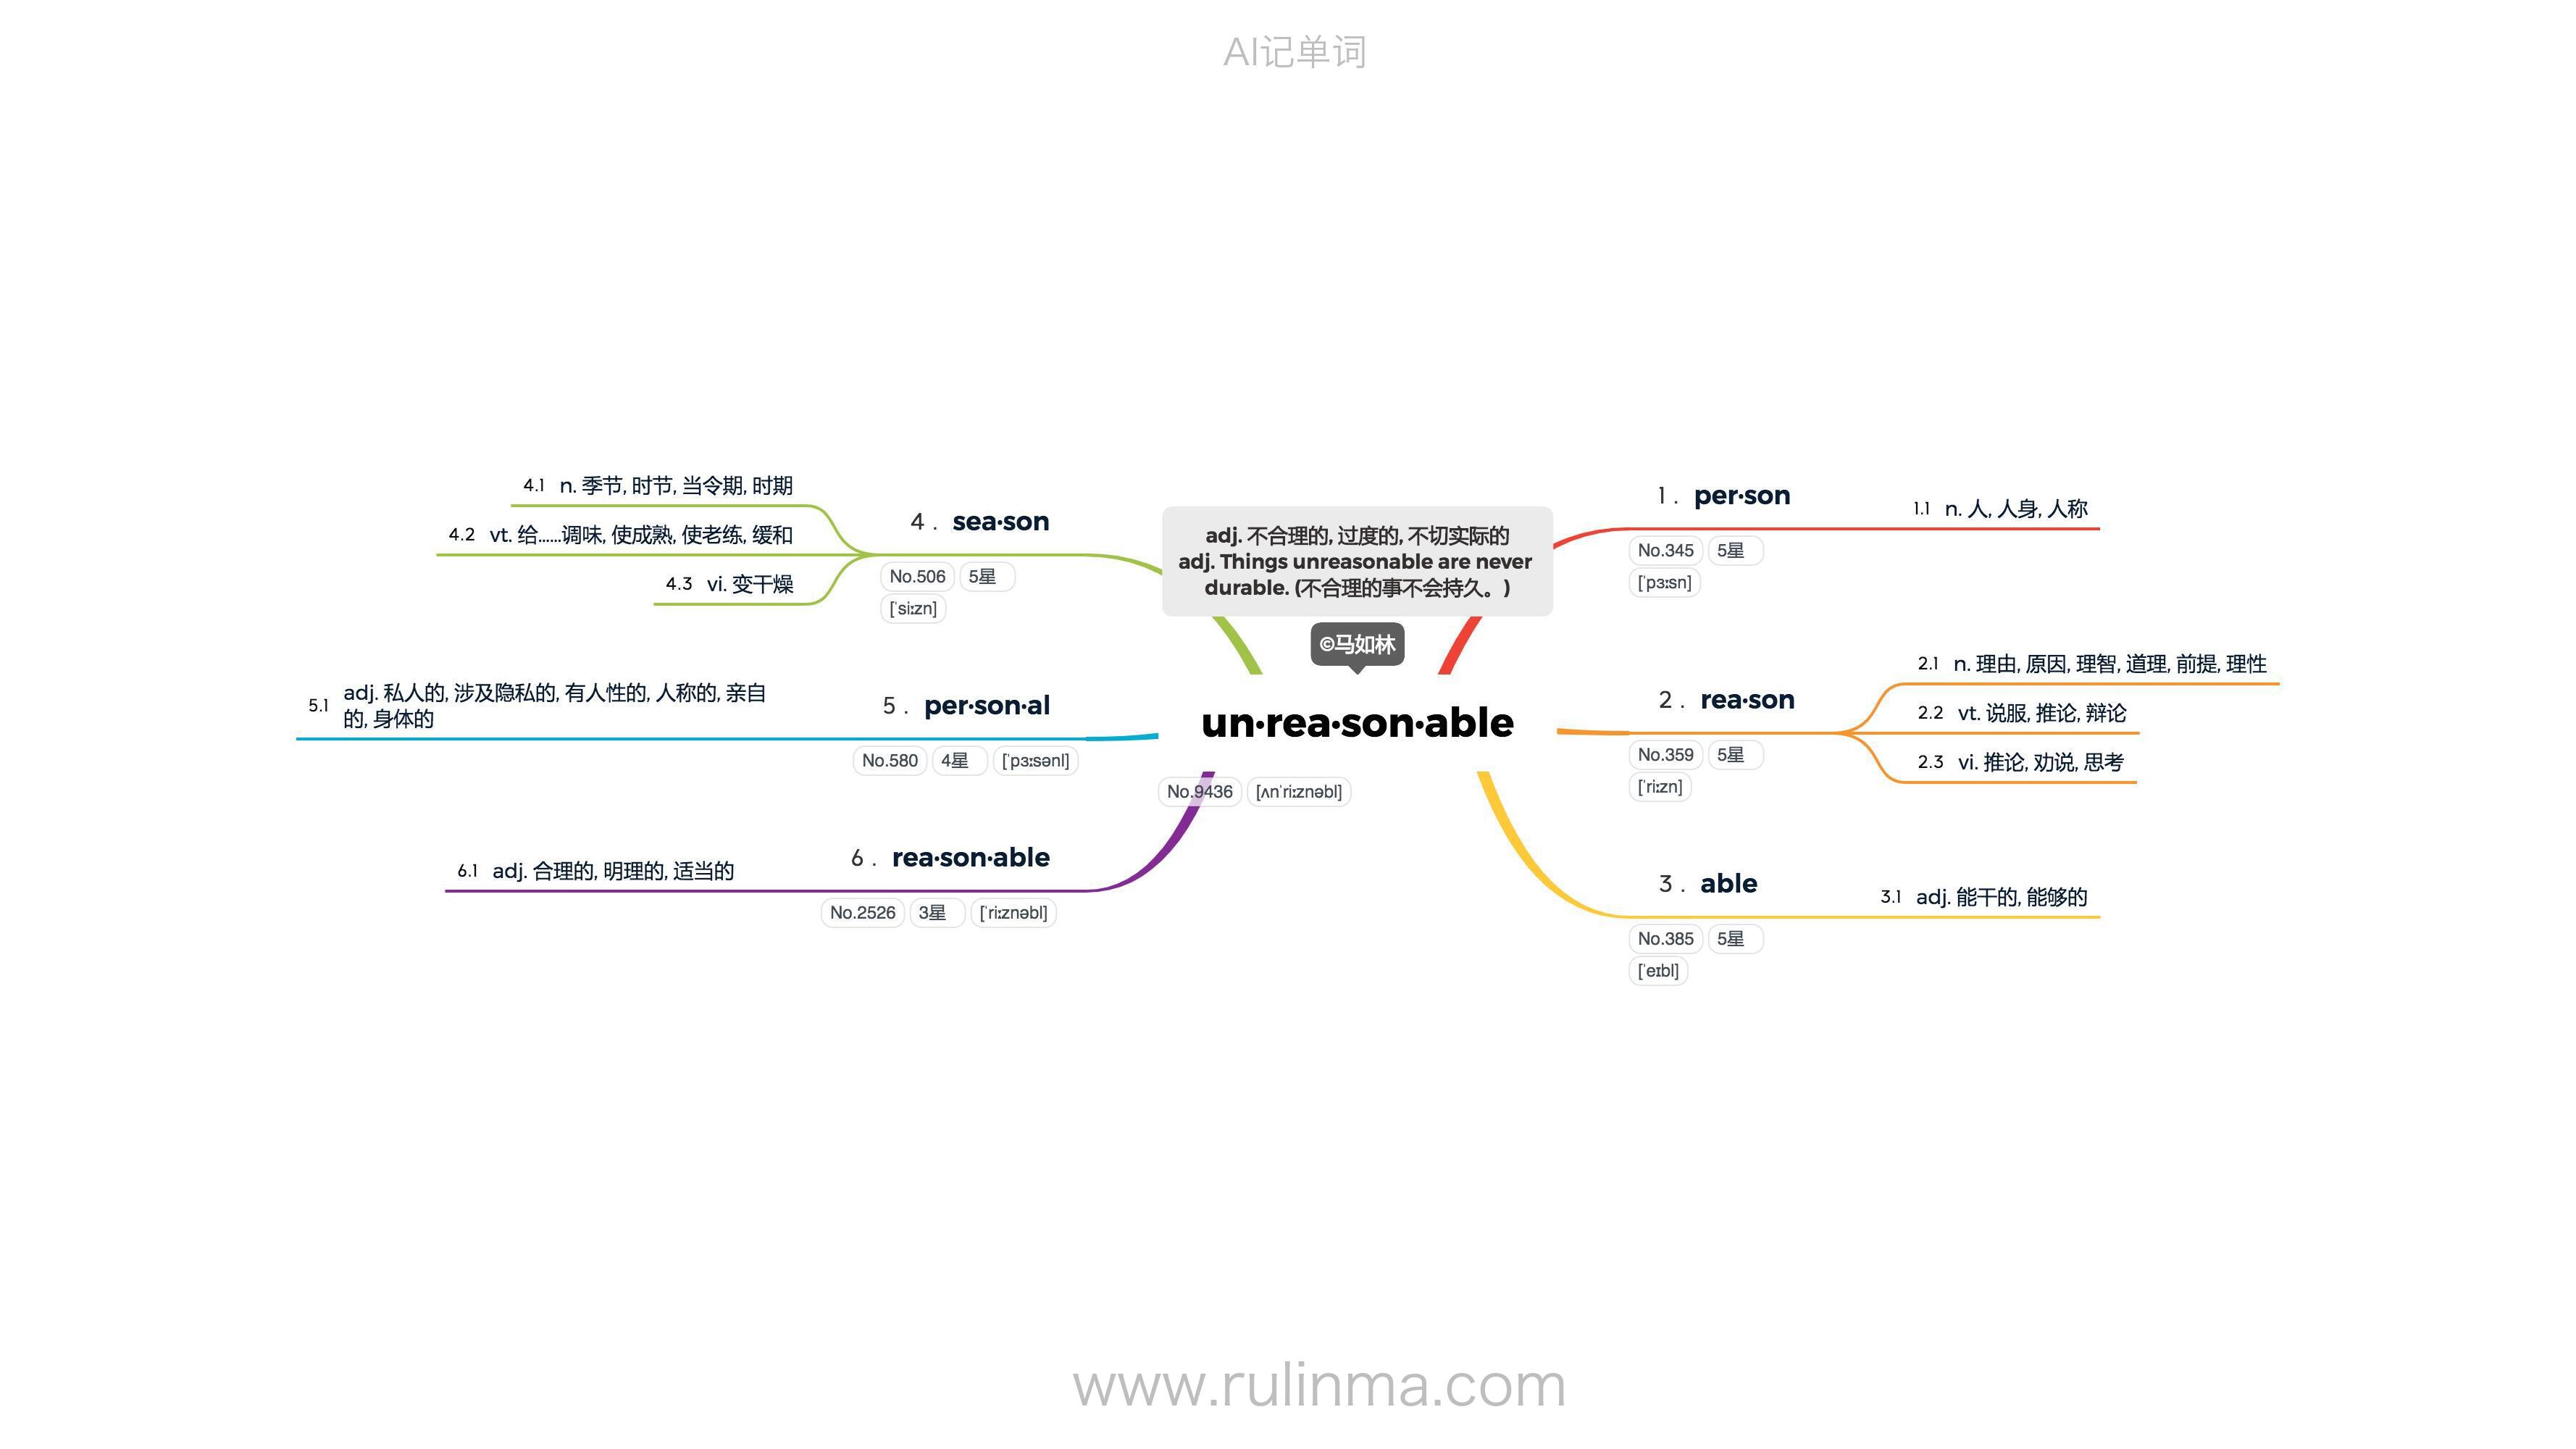 AI记单词
adj. 不合理的, 过度的, 不切实际的
adj. Things unreasonable are never
durable. (不合理的事不会持久。)
©马如林
un·rea·son·able
No.9436 [ʌnˈriːznəbl]
1 . per·son
No.345 5星
[ˈpɜːsn]
1.1 n. 人, 人身, 人称
2 . rea·son
No.359 5星
[ˈriːzn]
2.1 n. 理由, 原因, 理智, 道理, 前提, 理性
2.2 vt. 说服, 推论, 辩论
2.3 vi. 推论, 劝说, 思考
3 . able
No.385 5星
[ˈeɪbl]
3.1 adj. 能干的, 能够的
4 . sea·son
No.506 5星
[ˈsiːzn]
4.1 n. 季节, 时节, 当令期, 时期
4.2 vt. 给……调味, 使成熟, 使老练, 缓和
4.3 vi. 变干燥
5 . per·son·al
No.580 4星 [ˈpɜːsənl]
5.1 adj. 私人的, 涉及隐私的, 有人性的, 人称的, 亲自
的, 身体的
6 . rea·son·able
No.2526 3星 [ˈriːznəbl]
6.1 adj. 合理的, 明理的, 适当的
www.rulinma.com